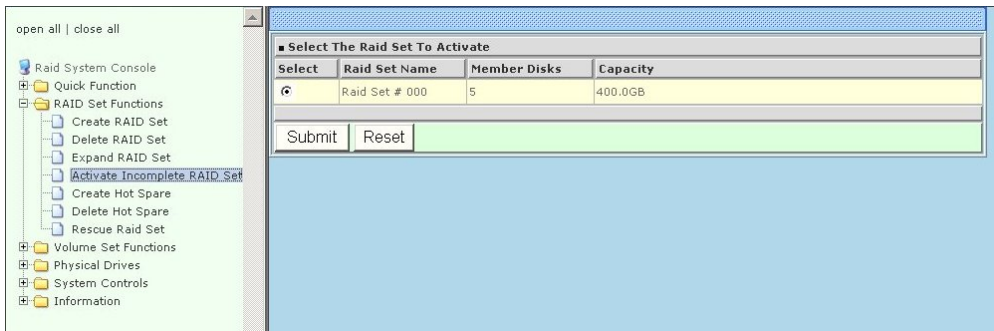 open all | close all
Raid System Console
Quick Function
RAID Set Functions
Create RAID Set
Delete RAID Set
Expand RAID Set
Activate Incomplete RAID Set
Create Hot Spare
Delete Hot Spare
Rescue Raid Set
Volume Set Functions
Physical Drives
System Controls
Information
Select The Raid Set To Activate
Select Raid Set Name Member Disks Capacity
Raid Set # 000 5 400.0GB
Submit Reset